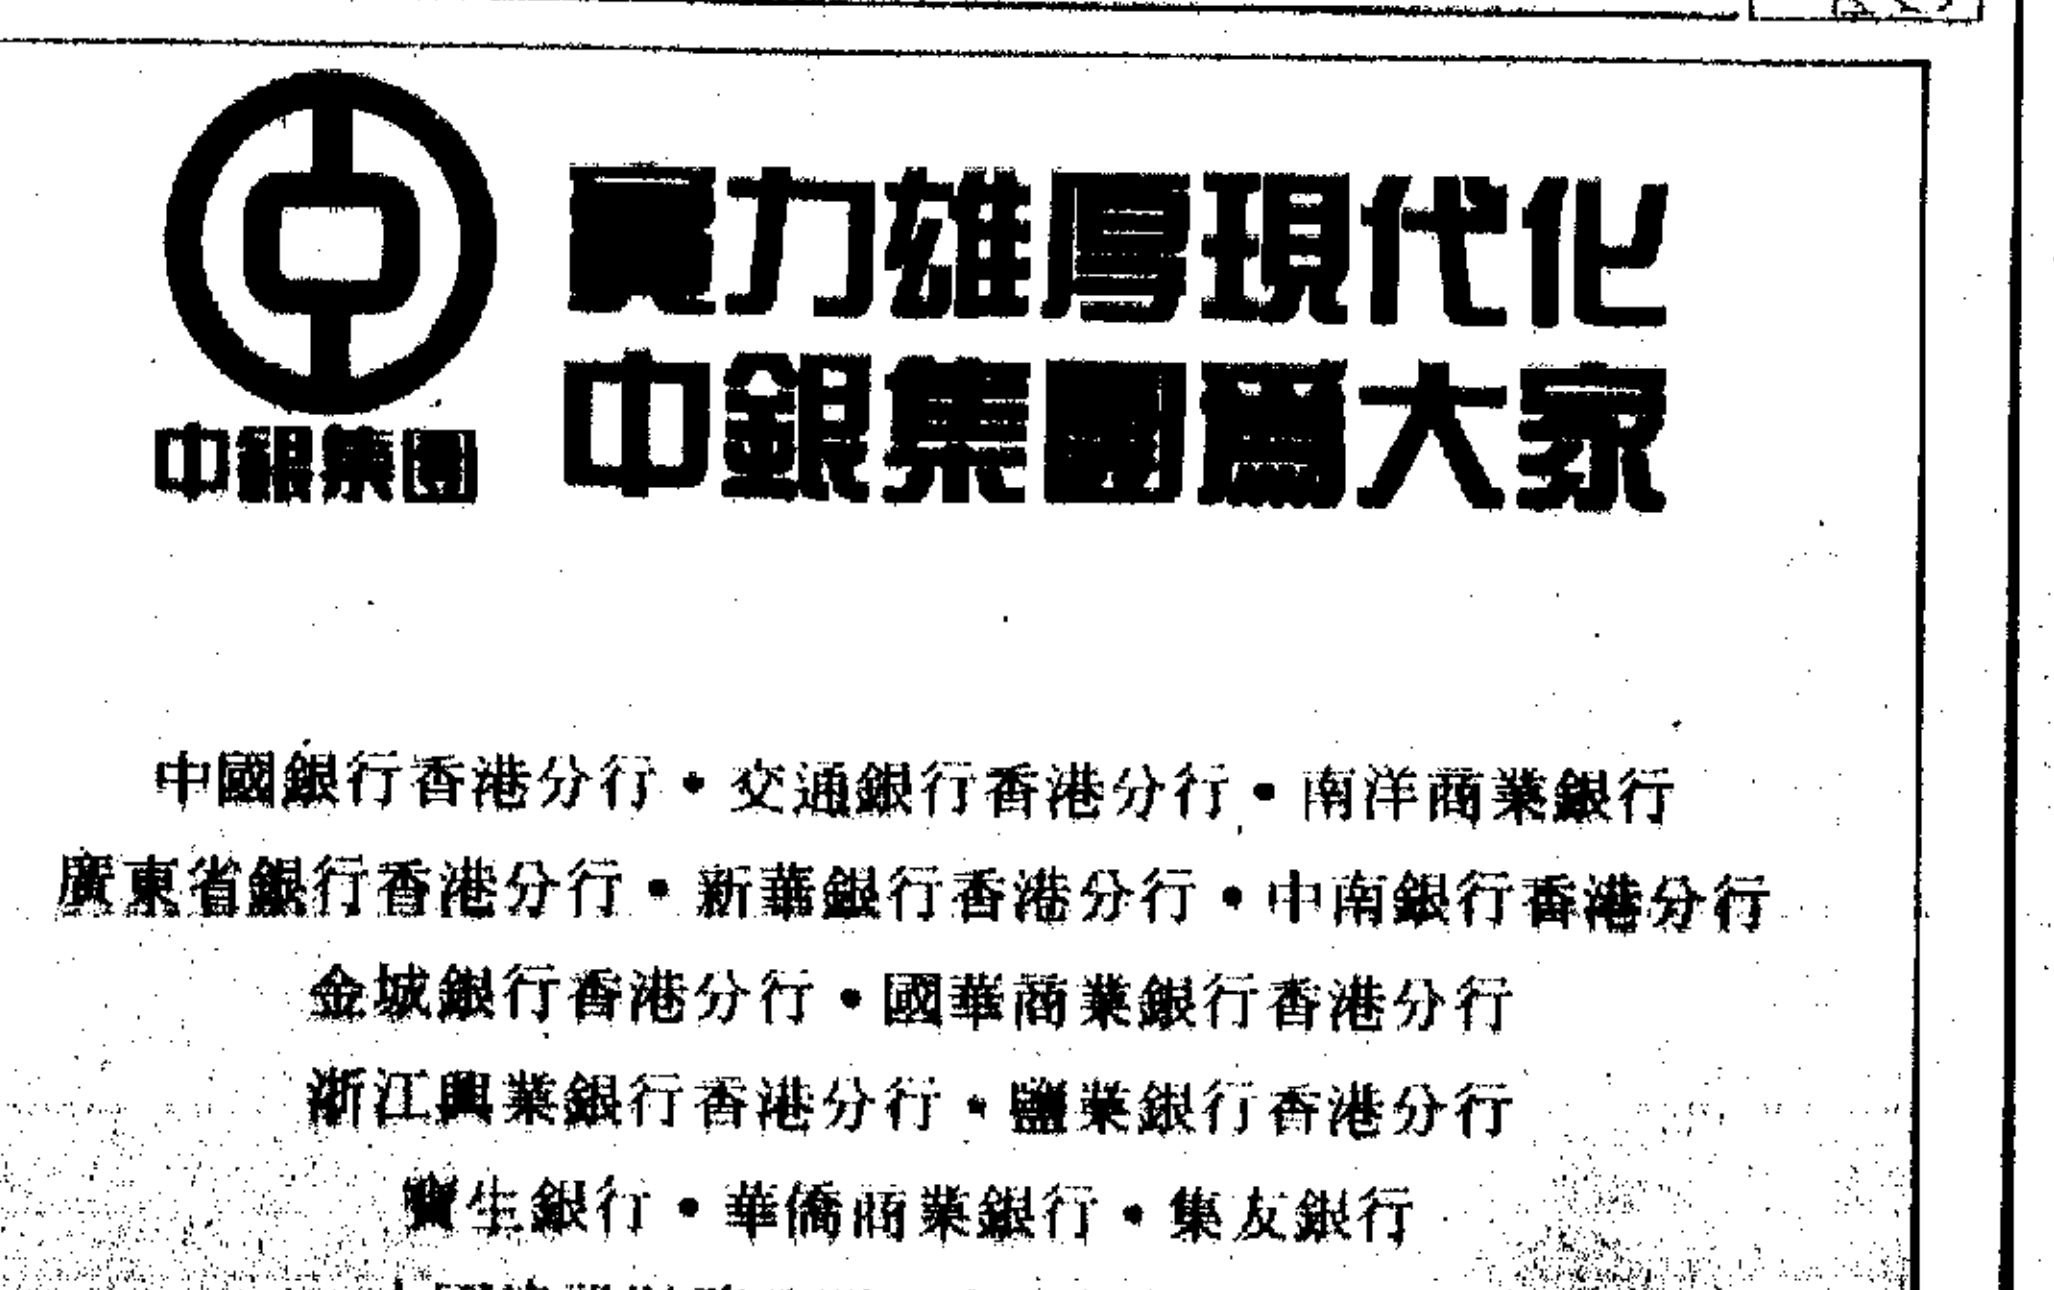 實力雄厚現代化
中銀集團為大家
中銀集團
中國銀行香港分行•交通銀行香港分行•南洋商業銀行
廣東省銀行香港分行•新華銀行香港分行•中南銀行香港分行
金城銀行香港分行•國華商業銀行香港分行
浙江興業銀行香港分行•鹽業銀行香港分行
寶生銀行•華僑商業銀行•集友銀行